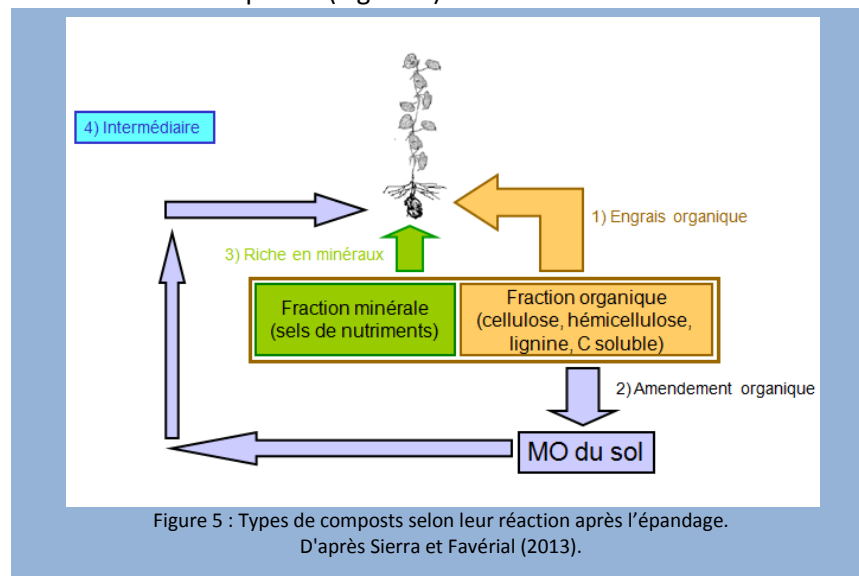 4) Intermédiaire
1) Engrais organique
3) Riche en minéraux
Fraction minérale
(sels de nutriments)
Fraction organique
(cellulose, hémicellulose,
lignine, C soluble)
2) Amendement organique
MO du sol
Figure 5 : Types de composts selon leur réaction après l'épandage.
D'après Sierra et Favérial (2013).